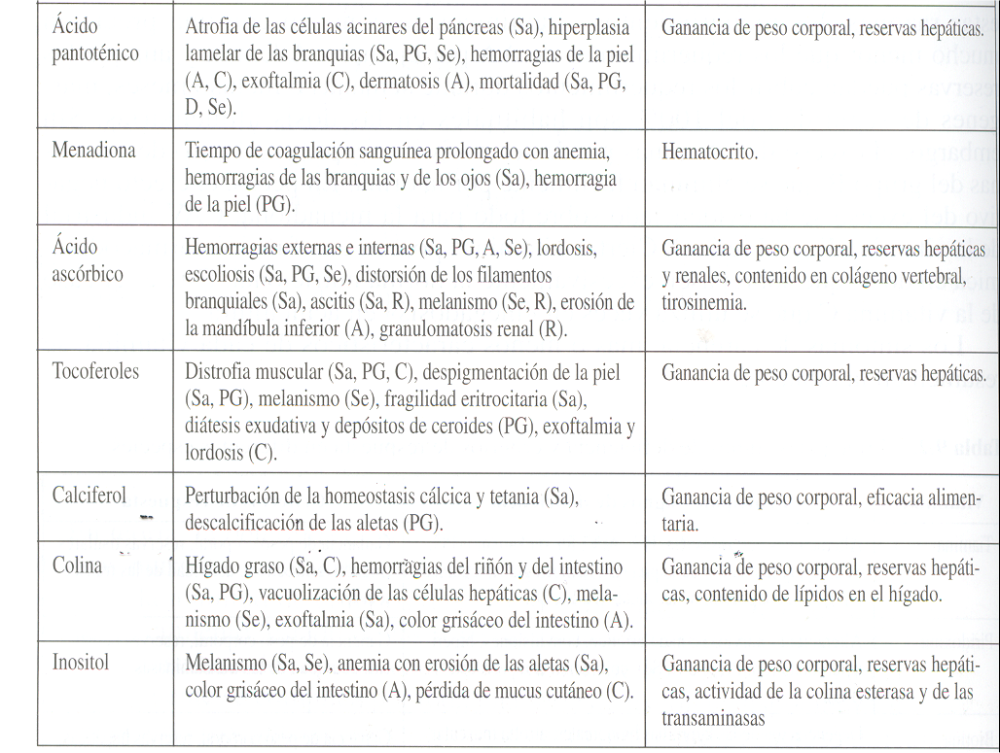 Ácido
pantoténico
Atrofia de las células acinares del páncreas (Sa), hiperplasia
lamelar de las branquias (Sa, PG, Se), hemorragias de la piel
(A, C), exoftalmia (C), dermatosis (A), mortalidad (Sa, PG,
D, Se).
Ganancia de peso corporal, reservas hepáticas.
Menadiona
Tiempo de coagulación sanguínea prolongado con anemia,
hemorragias de las branquias y de los ojos (Sa), hemorragia
de la piel (PG).
Hematocrito.
Ácido
ascórbico
Hemorragias externas e internas (Sa, PG, A, Se), lordosis,
escoliosis (Sa, PG, Se), distorsión de los filamentos
branquiales (Sa), ascitis (Sa, R), melanismo (Se, R), erosión de
la mandíbula inferior (A), granulomatosis renal (R).
Ganancia de peso corporal, reservas hepáticas
y renales, contenido en colágeno vertebral,
tirosinemia.
Tocoferoles
Distrofia muscular (Sa, PG, C), despigmentación de la piel
(Sa, PG), melanismo (Se), fragilidad eritrocitaria (Sa),
diátesis exudativa y depósitos de ceroides (PG), exoftalmia y
lordosis (C).
Ganancia de peso corporal, reservas hepáticas.
Calciferol
Perturbación de la homeostasis cálcica y tetania (Sa),
descalcificación de las aletas (PG).
Ganancia de peso corporal, eficacia alimen-
taria.
Colina
Hígado graso (Sa, C), hemorragias del riñón y del intestino
(Sa, PG), vacuolización de las células hepáticas (C), mela-
nismo (Se), exoftalmia (Sa), color grisáceo del intestino (A).
Ganancia de peso corporal, reservas hepáti-
cas, contenido de lípidos en el hígado.
Inositol
Melanismo (Sa, Se), anemia con erosión de las aletas (Sa),
color grisáceo del intestino (A), pérdida de mucus cutáneo (C).
Ganancia de peso corporal, reservas hepáti-
cas, actividad de la colina esterasa y de las
transaminasas